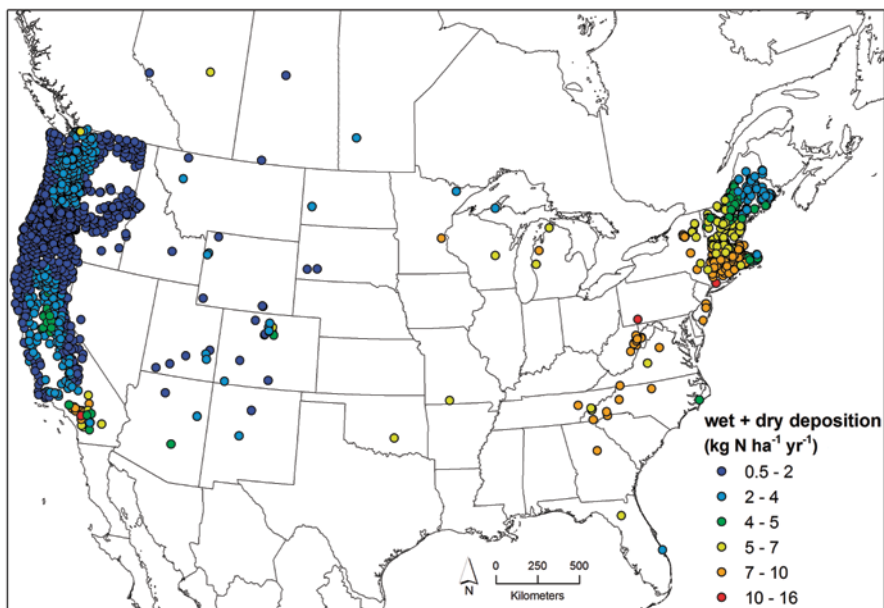 wet + dry deposition
(kg N ha⁻¹ yr⁻¹)
0.5 - 2
2 - 4
4 - 5
5 - 7
7 - 10
10 - 16
0 250 500
Kilometers
N